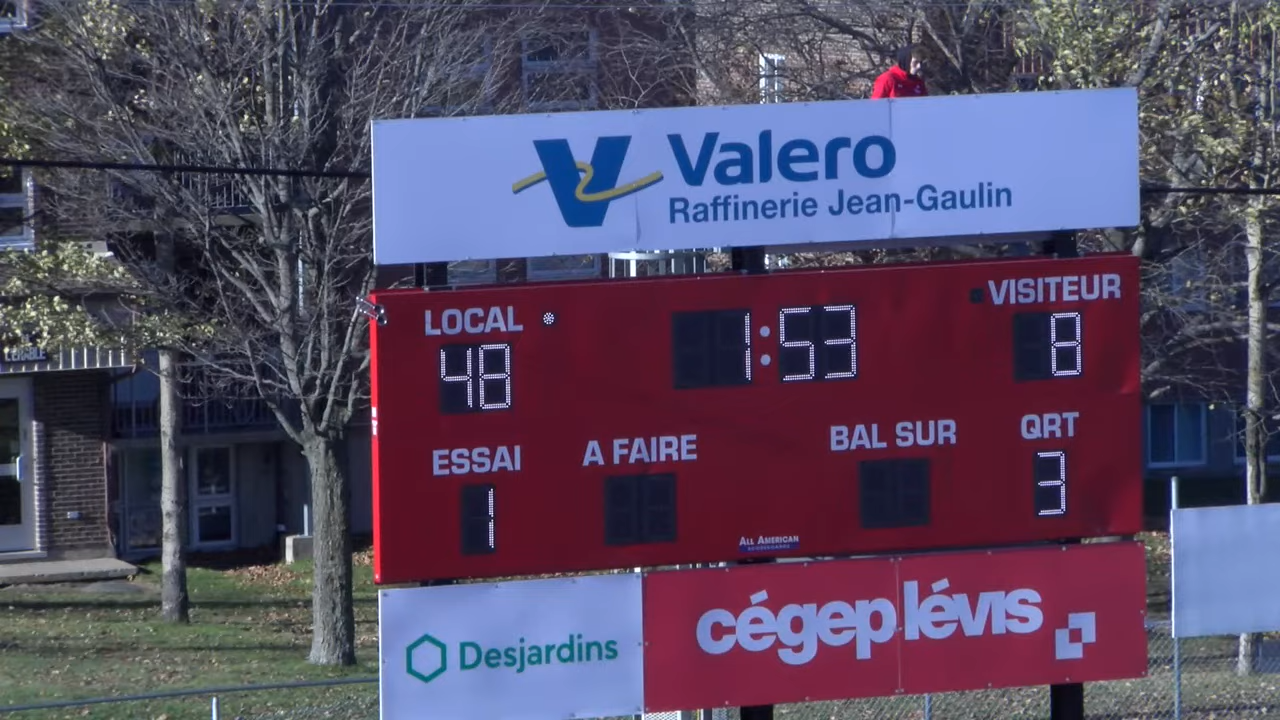 Valero
Raffinerie Jean-Gaulin
LOCAL
VISITEUR
48
1:53
8
ESSAI
A FAIRE
BAL SUR
QRT
1
3
ALL AMERICAN
SCOREBOARDS
Desjardins
cégep lévis